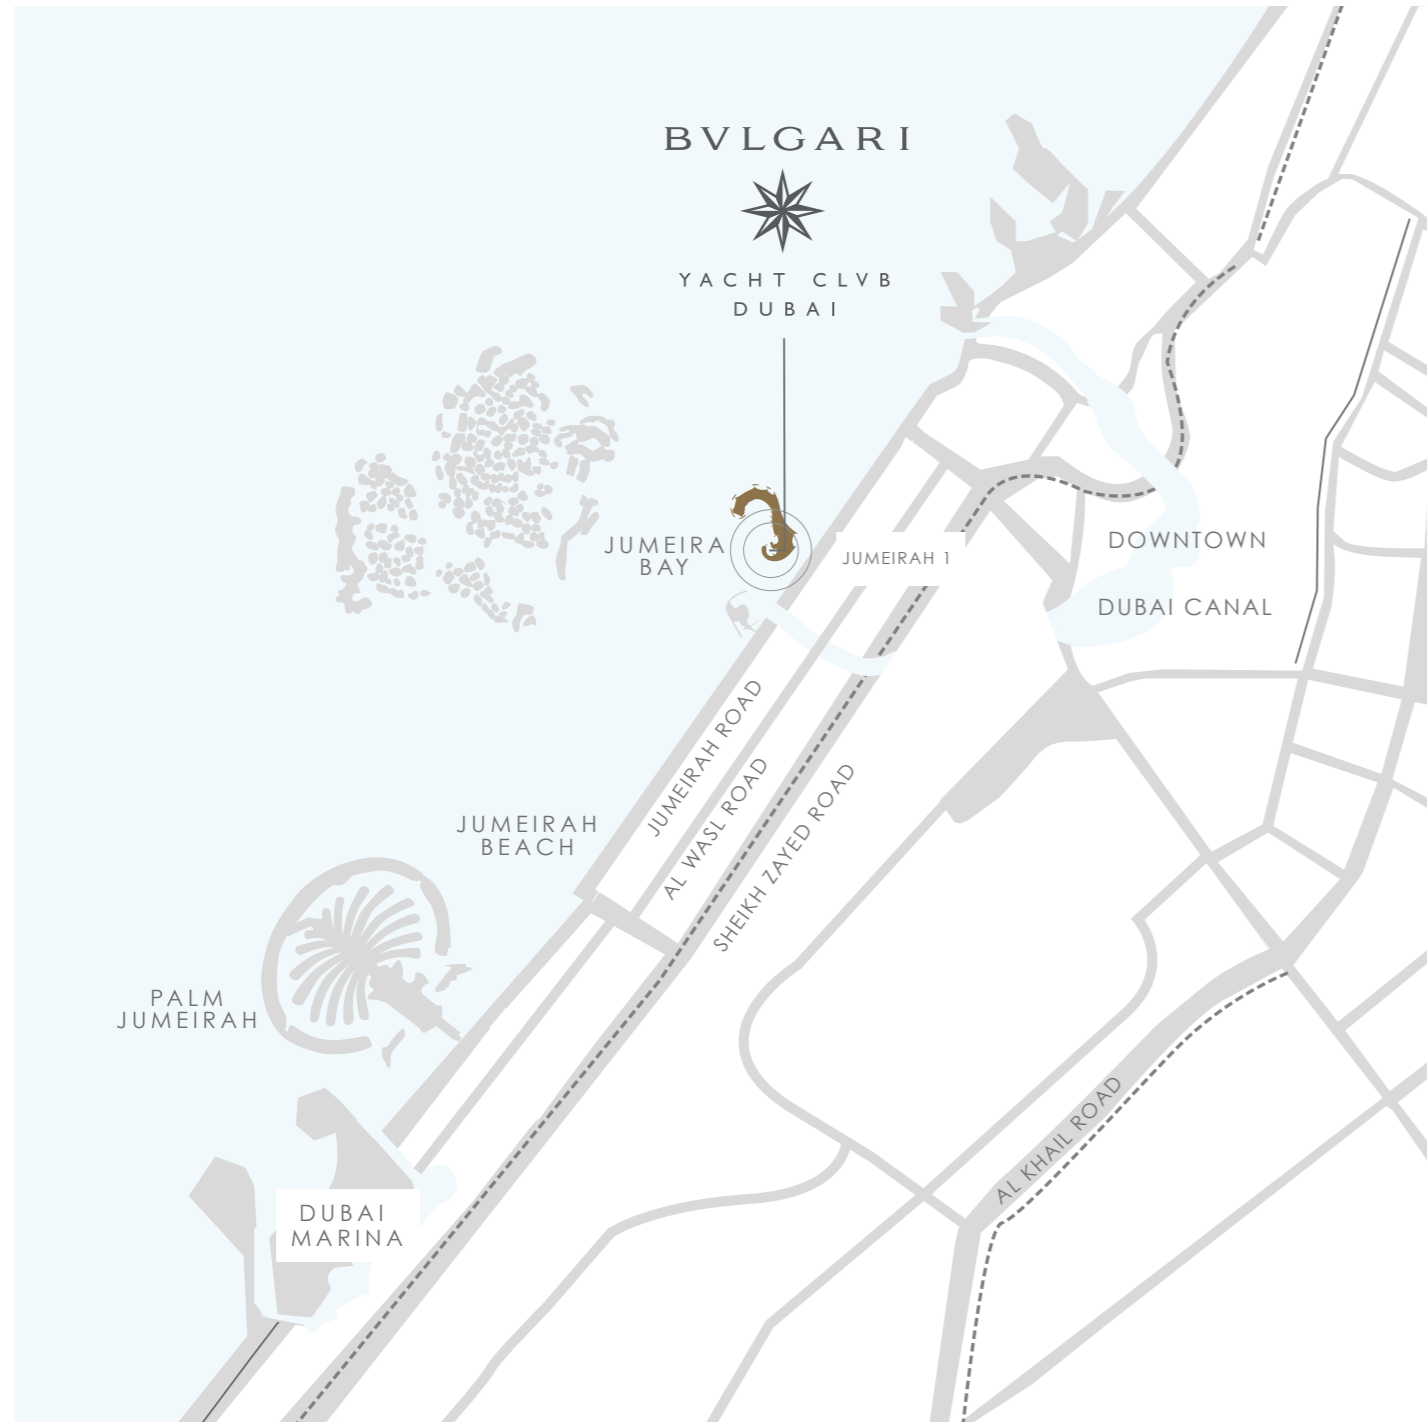 BVLGARI
YACHT CLVB
DUBAI
JUMEIRA
BAY
JUMEIRAH 1
DOWNTOWN
DUBAI CANAL
JUMEIRAH ROAD
AL WASL ROAD
SHEIKH ZAYED ROAD
JUMEIRAH
BEACH
PALM
JUMEIRAH
AL KHAIL ROAD
DUBAI
MARINA